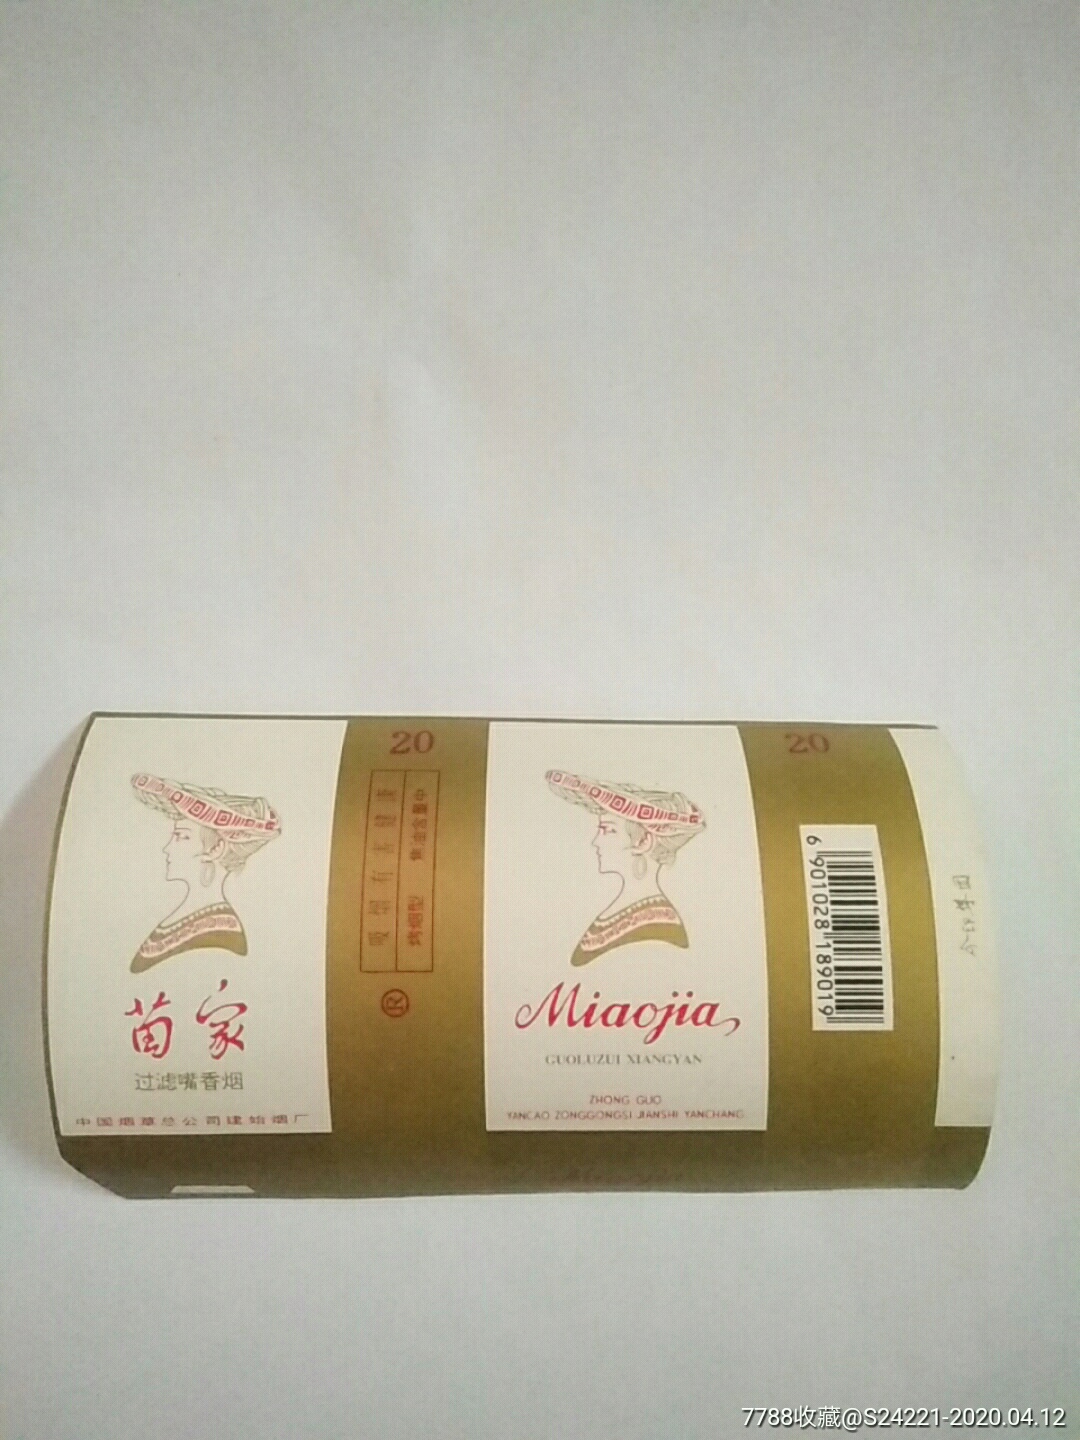 苗家
过滤嘴香烟
中国烟草总公司建始烟厂
20
吸烟有害健康
烤烟型 焦油含量中
®
Miaojia
GUOLUZUI XIANGYAN
ZHONG GUO
YANCAO ZONGGONGSI JIANSHI YANCHANG
20
6 901028 189019
7788收藏@S24221-2020.04.12